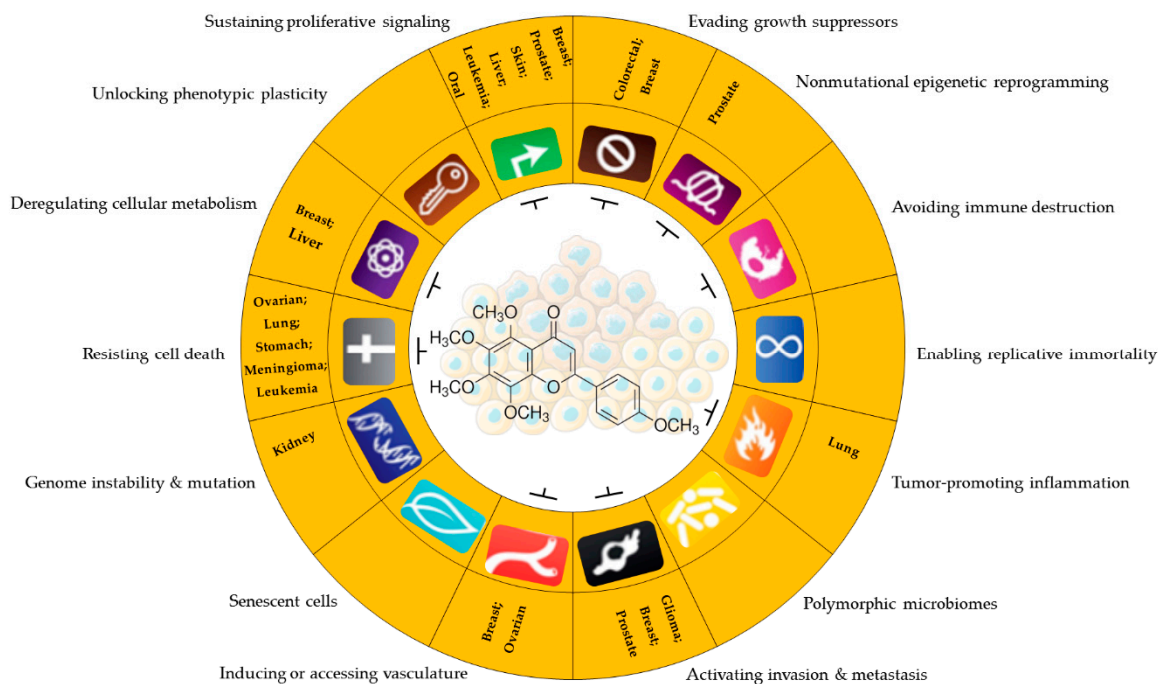 Sustaining proliferative signaling
Evading growth suppressors
Unlocking phenotypic plasticity
Nonmutational epigenetic reprogramming
Deregulating cellular metabolism
Avoiding immune destruction
Resisting cell death
Enabling replicative immortality
Genome instability & mutation
Tumor-promoting inflammation
Senescent cells
Polymorphic microbiomes
Inducing or accessing vasculature
Activating invasion & metastasis
Breast;
Prostate;
Skin;
Liver;
Leukemia;
Oral
Colorectal;
Breast
Prostate
Breast;
Liver
Ovarian;
Lung;
Stomach;
Meningioma;
Leukemia
Kidney
Lung
Breast;
Ovarian
Glioma;
Breast;
Prostate
OCH3
O
CH3O
H3CO
H3CO
OCH3
O
OCH3